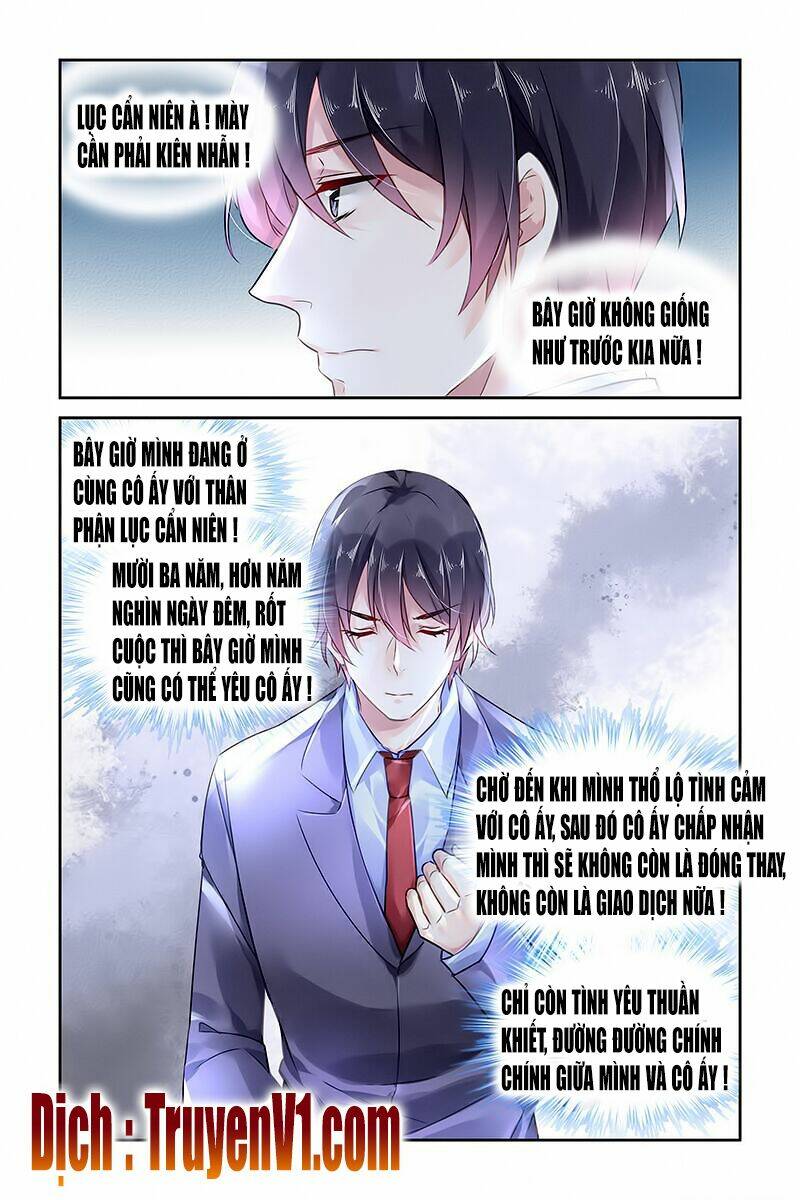 LỤC CẨN NIÊN À ! MÀY
CẦN PHẢI KIÊN NHẪN !
BÂY GIỜ KHÔNG GIỐNG
NHƯ TRƯỚC KIA NỮA !
BÂY GIỜ MÌNH ĐANG Ở
CÙNG CÔ ẤY VỚI THÂN
PHẬN LỤC CẨN NIÊN !
MƯỜI BA NĂM, HƠN NĂM
NGHÌN NGÀY ĐÊM, RỐT
CUỘC THÌ BÂY GIỜ MÌNH
CŨNG CÓ THỂ YÊU CÔ ẤY !
CHỜ ĐẾN KHI MÌNH THỔ LỘ TÌNH CẢM
VỚI CÔ ẤY, SAU ĐÓ CÔ ẤY CHẤP NHẬN
MÌNH THÌ SẼ KHÔNG CÒN LÀ ĐÓNG THAY,
KHÔNG CÒN LÀ GIAO DỊCH NỮA !
CHỈ CÒN TÌNH YÊU THUẦN
KHIẾT, ĐƯỜNG ĐƯỜNG CHÍNH
CHÍNH GIỮA MÌNH VÀ CÔ ẤY !
Dịch : TruyenV1.com